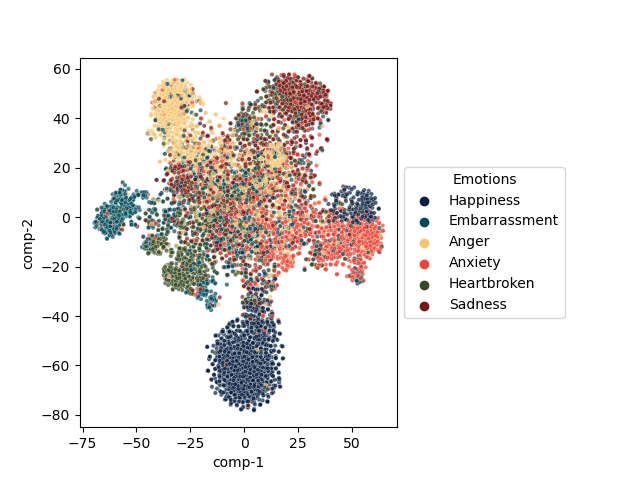 60
40
20
0
−20
−40
−60
−80
comp-2
−75
−50
−25
0
25
50
comp-1
Emotions
Happiness
Embarrassment
Anger
Anxiety
Heartbroken
Sadness